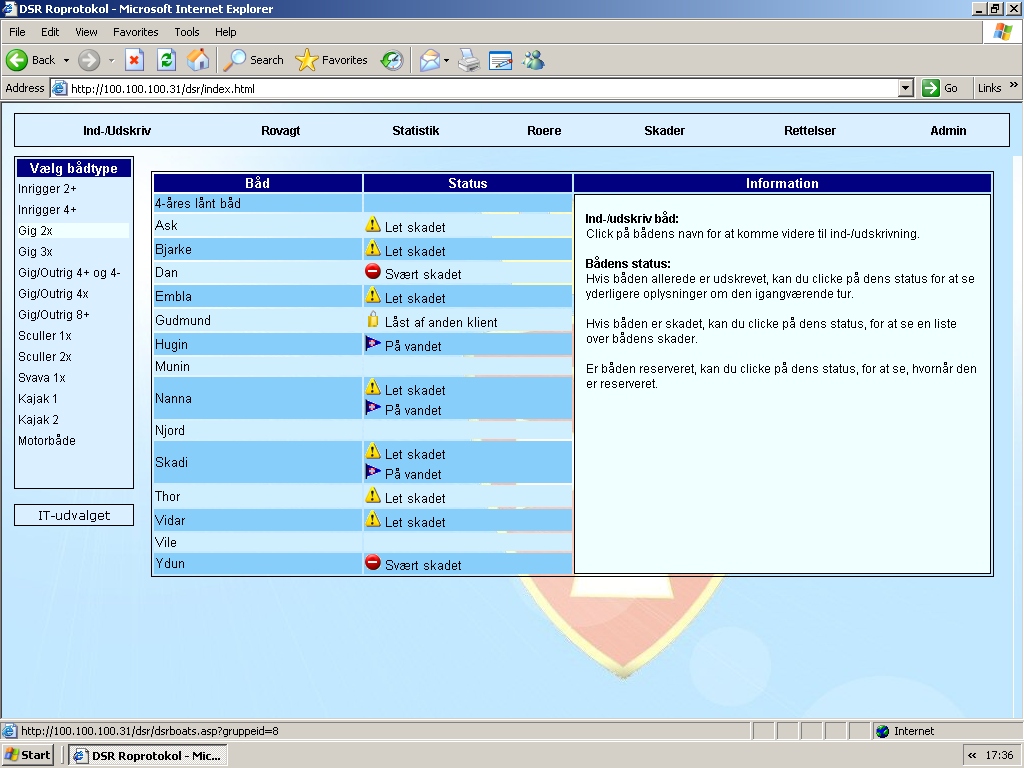 DSR Roprotokol - Microsoft Internet Explorer
File Edit View Favorites Tools Help
Back Search Favorites
Address http://100.100.100.31/dsr/index.html Go Links »
Ind-/Udskriv Rovagt Statistik Roere Skader Rettelser Admin
Vælg bådtype
Inrigger 2+
Inrigger 4+
Gig 2x
Gig 3x
Gig/Outrig 4+ og 4-
Gig/Outrig 4x
Gig/Outrig 8+
Sculler 1x
Sculler 2x
Svava 1x
Kajak 1
Kajak 2
Motorbåde
IT-udvalget
Båd Status Information
4-åres lånt båd
Ask Let skadet
Bjarke Let skadet
Dan Svært skadet
Embla Let skadet
Gudmund Låst af anden klient
Hugin På vandet
Munin
Nanna Let skadet
På vandet
Njord
Skadi Let skadet
På vandet
Thor Let skadet
Vidar Let skadet
Vile
Ydun Svært skadet
Ind-/udskriv båd:
Click på bådens navn for at komme videre til ind-/udskrivning.
Bådens status:
Hvis båden allerede er udskrevet, kan du clicke på dens status for at se
yderligere oplysninger om den igangværende tur.
Hvis båden er skadet, kan du clicke på dens status, for at se en liste
over bådens skader.
Er båden reserveret, kan du clicke på dens status, for at se, hvornår den
er reserveret.
http://100.100.100.31/dsr/dsrboats.asp?gruppeid=8 Internet
Start DSR Roprotokol - Mic... « 17:36